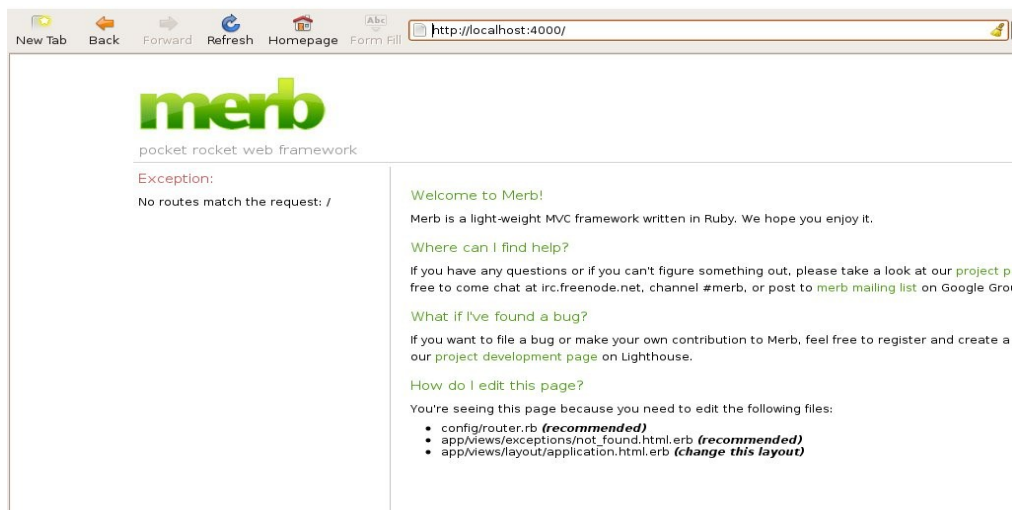 New Tab Back Forward Refresh Homepage Form Fill http://localhost:4000/
Abc
merb
pocket rocket web framework
Exception:
No routes match the request: /
Welcome to Merb!
Merb is a light-weight MVC framework written in Ruby. We hope you enjoy it.
Where can I find help?
If you have any questions or if you can't figure something out, please take a look at our project p
free to come chat at irc.freenode.net, channel #merb, or post to merb mailing list on Google Grou
What if I've found a bug?
If you want to file a bug or make your own contribution to Merb, feel free to register and create a
our project development page on Lighthouse.
How do I edit this page?
You're seeing this page because you need to edit the following files:
• config/router.rb (recommended)
• app/views/exceptions/not_found.html.erb (recommended)
• app/views/layout/application.html.erb (change this layout)